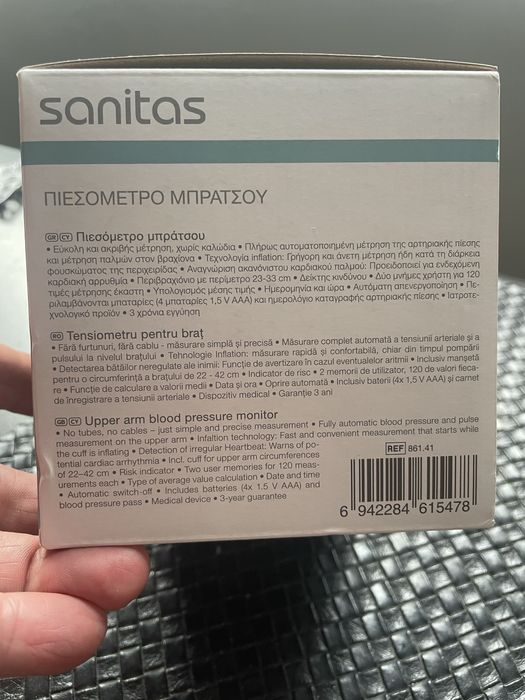 sanitas
ΠΙΕΣΟΜΕΤΡΟ ΜΠΡΑΤΣΟΥ
GR CY Πιεσόμετρο μπράτσου
• Εύκολη και ακριβής μέτρηση, χωρίς καλώδια • Πλήρως αυτοματοποιημένη μέτρηση της αρτηριακής πίεσης
και μέτρηση παλμών στον βραχίονα • Τεχνολογία inflation: Γρήγορη και άνετη μέτρηση ήδη κατά τη διάρκεια
φουσκώματος της περιχειρίδας • Αναγνώριση ακανόνιστου καρδιακού παλμού: Προειδοποιεί για ενδεχόμενη
καρδιακή αρρυθμία • Περιβραχιόνιο με περίμετρο 23-33 cm • Δείκτης κινδύνου • Δύο μνήμες χρήστη για 120
τιμές μέτρησης έκαστη • Υπολογισμός μέσης τιμής • Ημερομηνία και ώρα • Αυτόματη απενεργοποίηση • Πε-
ριλαμβάνονται μπαταρίες (4 μπαταρίες 1,5 V AAA) και ημερολόγιο καταγραφής αρτηριακής πίεσης • Ιατροτε-
χνολογικό προϊόν • 3 χρόνια εγγύηση
RO Tensiometru pentru braț
• Fără furtunuri, fără cablu - măsurare simplă și precisă • Măsurare complet automată a tensiunii arteriale și a
pulsului la nivelul brațului • Tehnologie Inflation: măsurare rapidă și confortabilă, chiar din timpul pompării
• Detectarea bătăilor neregulate ale inimii: Funcție de avertizare în cazul eventualelor aritmii • Inclusiv manșetă
pentru o circumferință a brațului de 22 - 42 cm • Indicator de risc • 2 memorii de utilizator, 120 de valori fieca-
re • Funcție de calculare a valorii medii • Data și ora • Oprire automată • Inclusiv baterii (4x 1,5 V AAA) și carnet
de înregistrare a tensiunii arteriale • Dispozitiv medical • Garanție 3 ani
GB CY Upper arm blood pressure monitor
• No tubes, no cables – just simple and precise measurement • Fully automatic blood pressure and pulse
measurement on the upper arm • Infaltion technology: Fast and convenient measurement that starts while
the cuff is inflating • Detection of irregular Heartbeat: Warns of po-
tential cardiac arrhythmia • Incl. cuff for upper arm circumferences
of 22–42 cm • Risk indicator • Two user memories for 120 meas-
urements each • Type of average value calculation • Date and time
• Automatic switch-off • Includes batteries (4x 1.5 V AAA) and
blood pressure pass • Medical device • 3-year guarantee
REF 861.41
6 942284 615478